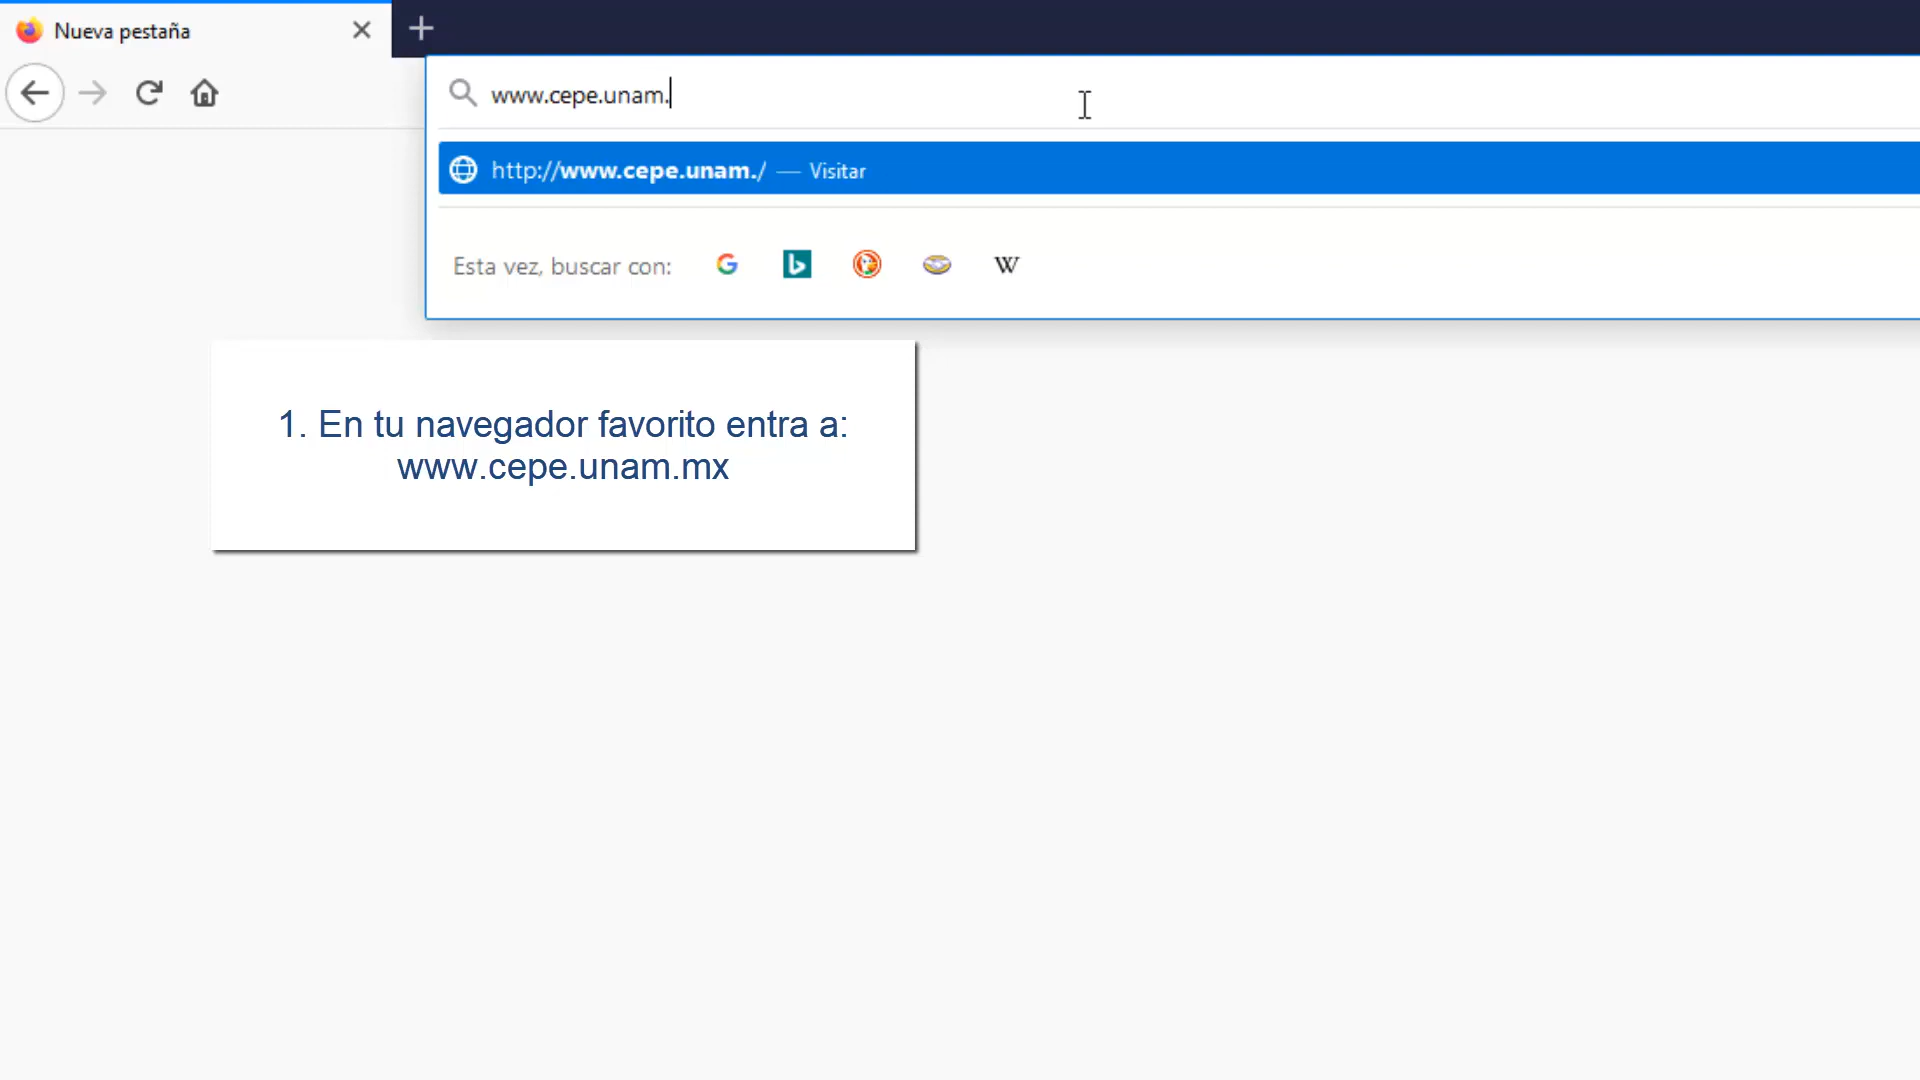 Nueva pestaña
www.cepe.unam.
http://www.cepe.unam./ — Visitar
Esta vez, buscar con:
1. En tu navegador favorito entra a:
www.cepe.unam.mx